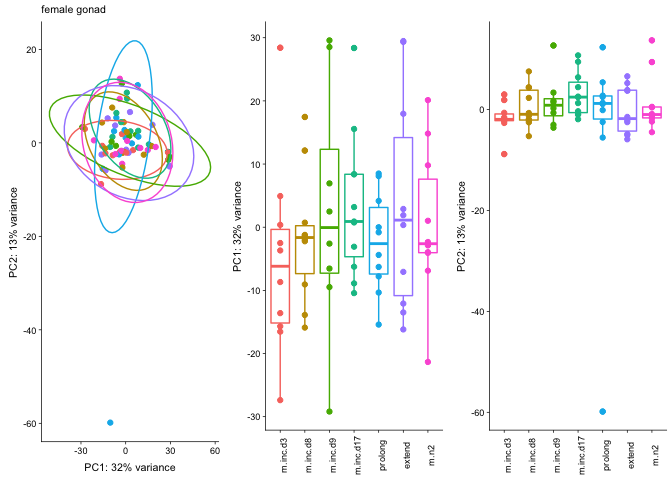 female gonad
PC2: 13% variance
20
0
-20
-40
-60
-30
0
30
60
PC1: 32% variance
PC1: 32% variance
30
20
10
0
-10
-20
-30
m.inc.d3
m.inc.d8
m.inc.d9
m.inc.d17
prolong
extend
m.n2
PC2: 13% variance
0
-20
-40
-60
m.inc.d3
m.inc.d8
m.inc.d9
m.inc.d17
prolong
extend
m.n2